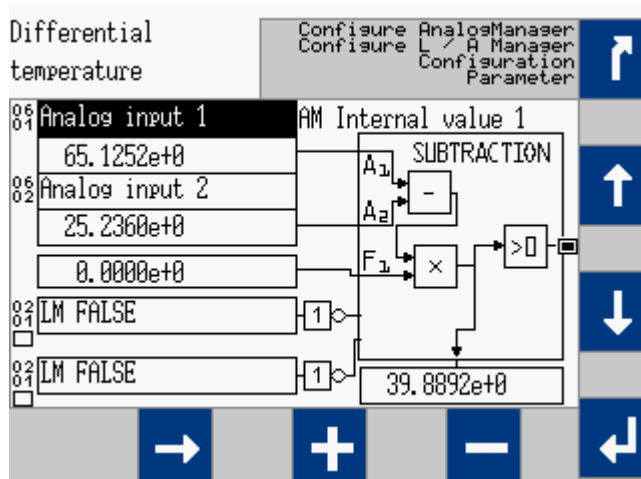 Differential
temperature
Configure AnalogManager
Configure L / A Manager
Configuration
Parameter
06
01
Analog input 1
AM Internal value 1
65.1252e+0
SUBTRACTION
A1
06
02
Analog input 2
−
25.2360e+0
A2
>0
0.0000e+0
F1
×
02
01
LM FALSE
1
02
01
LM FALSE
1
39.8892e+0